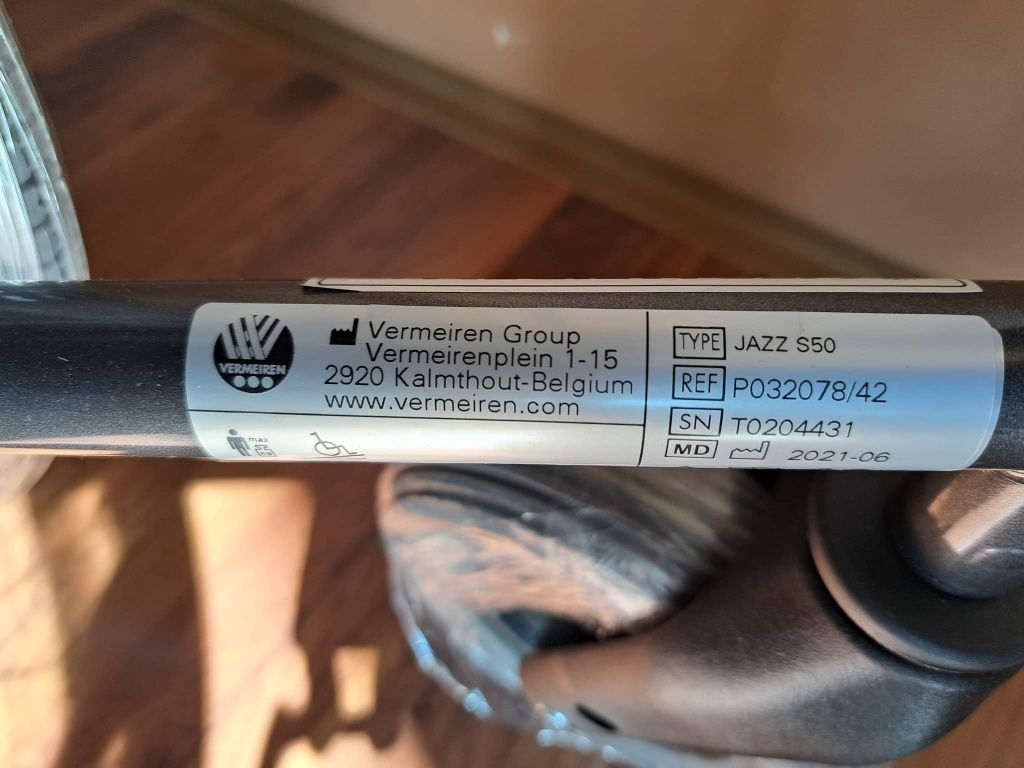 VERMEIREN
Vermeiren Group
Vermeirenplein 1-15
2920 Kalmthout-Belgium
www.vermeiren.com
max
TYPE JAZZ S50
REF P032078/42
SN T0204431
MD 2021-06